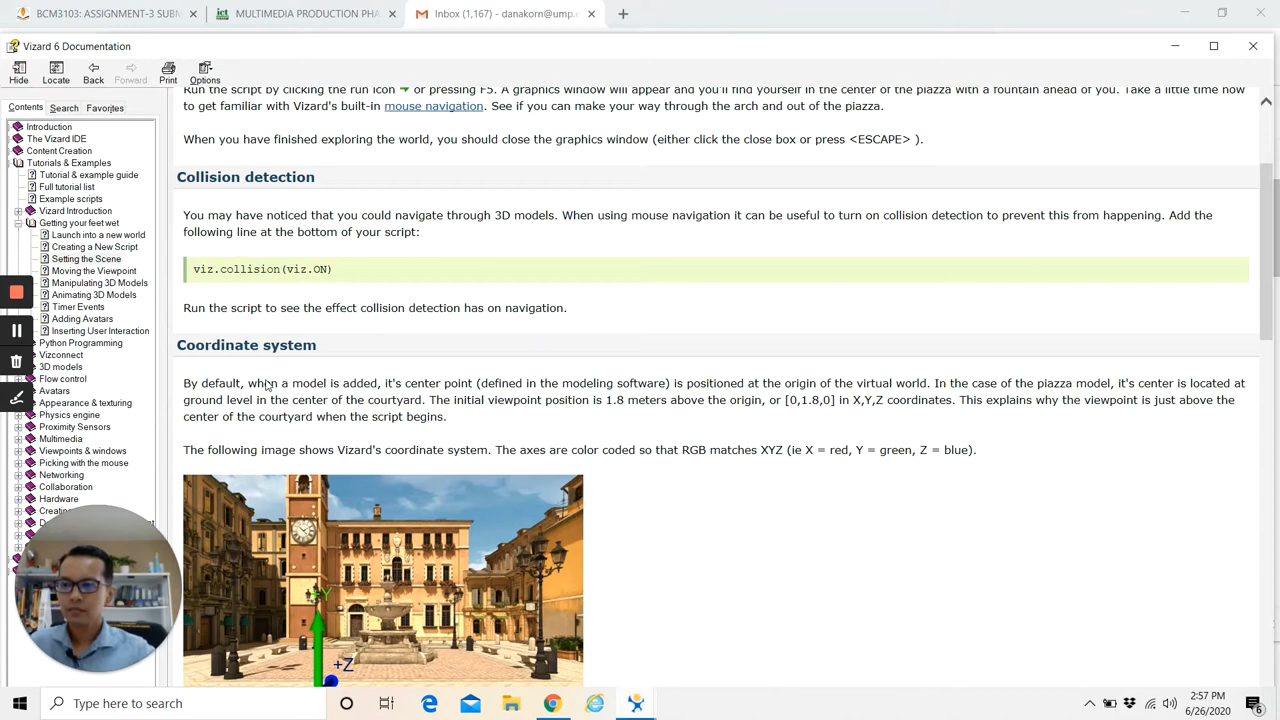 BCM3103: ASSIGNMENT-3 SUBM
MULTIMEDIA PRODUCTION PHA
Inbox (1,167) - danakorn@ump.e
Vizard 6 Documentation
Hide
Locate
Back
Forward
Print
Options
Contents
Search
Favorites
Introduction
The Vizard IDE
Content Creation
Tutorials & Examples
Tutorial & example guide
Full tutorial list
Example scripts
Vizard Introduction
Getting your feet wet
Launch into a new world
Creating a New Script
Setting the Scene
Moving the Viewpoint
Manipulating 3D Models
Animating 3D Models
Timer Events
Adding Avatars
Inserting User Interaction
Python Programming
Vizconnect
3D models
Flow control
Avatars
Appearance & texturing
Physics engine
Proximity Sensors
Multimedia
Viewpoints & windows
Picking with the mouse
Networking
Collaboration
Hardware
Run the script by clicking the run icon or pressing F5. A graphics window will appear and you'll find yourself in the center of the piazza with a fountain ahead of you. Take a little time now
to get familiar with Vizard's built-in mouse navigation. See if you can make your way through the arch and out of the piazza.
When you have finished exploring the world, you should close the graphics window (either click the close box or press <ESCAPE> ).
Collision detection
You may have noticed that you could navigate through 3D models. When using mouse navigation it can be useful to turn on collision detection to prevent this from happening. Add the
following line at the bottom of your script:
viz.collision(viz.ON)
Run the script to see the effect collision detection has on navigation.
Coordinate system
By default, when a model is added, it's center point (defined in the modeling software) is positioned at the origin of the virtual world. In the case of the piazza model, it's center is located at
ground level in the center of the courtyard. The initial viewpoint position is 1.8 meters above the origin, or [0,1.8,0] in X,Y,Z coordinates. This explains why the viewpoint is just above the
center of the courtyard when the script begins.
The following image shows Vizard's coordinate system. The axes are color coded so that RGB matches XYZ (ie X = red, Y = green, Z = blue).
+Y
+Z
Type here to search
2:57 PM
6/26/2020
6